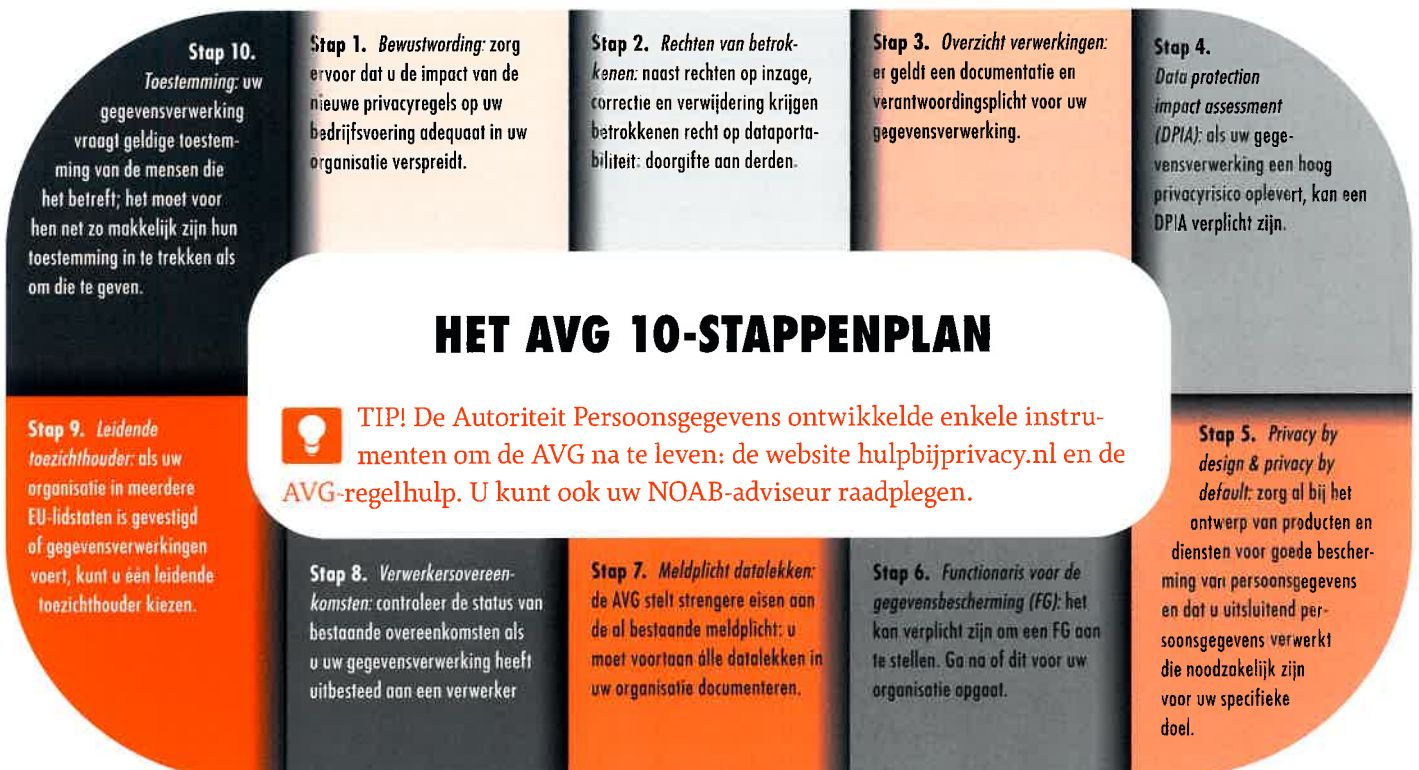 HET AVG 10-STAPPENPLAN
TIP! De Autoriteit Persoonsgegevens ontwikkelde enkele instru-
menten om de AVG na te leven: de website hulpbijprivacy.nl en de
AVG-regelhulp. U kunt ook uw NOAB-adviseur raadplegen.
Stap 1. Bewustwording: zorg
ervoor dat u de impact van de
nieuwe privacyregels op uw
bedrijfsvoering adequaat in uw
organisatie verspreidt.
Stap 2. Rechten van betrok-
kenen: naast rechten op inzage,
correctie en verwijdering krijgen
betrokkenen recht op dataporta-
biliteit: doorgifte aan derden.
Stap 3. Overzicht verwerkingen:
er geldt een documentatie en
verantwoordingsplicht voor uw
gegevensverwerking.
Stap 4.
Data protection
impact assessment
(DPIA): als uw gege-
vensverwerking een hoog
privacyrisico oplevert, kan een
DPIA verplicht zijn.
Stap 5. Privacy by
design & privacy by
default: zorg al bij het
ontwerp van producten en
diensten voor goede bescher-
ming van persoonsgegevens
en dat u uitsluitend per-
soonsgegevens verwerkt
die noodzakelijk zijn
voor uw specifieke
doel.
Stap 6. Functionaris voor de
gegevensbescherming (FG): het
kan verplicht zijn om een FG aan
te stellen. Ga na of dit voor uw
organisatie opgaat.
Stap 7. Meldplicht datalekken:
de AVG stelt strengere eisen aan
de al bestaande meldplicht: u
moet voortaan álle datalekken in
uw organisatie documenteren.
Stap 8. Verwerkersovereen-
komsten: controleer de status van
bestaande overeenkomsten als
u uw gegevensverwerking heeft
uitbesteed aan een verwerker
Stap 9. Leidende
toezichthouder: als uw
organisatie in meerdere
EU-lidstaten is gevestigd
of gegevensverwerkingen
voert, kunt u één leidende
toezichthouder kiezen.
Stap 10.
Toestemming: uw
gegevensverwerking
vraagt geldige toestem-
ming van de mensen die
het betreft; het moet voor
hen net zo makkelijk zijn hun
toestemming in te trekken als
om die te geven.